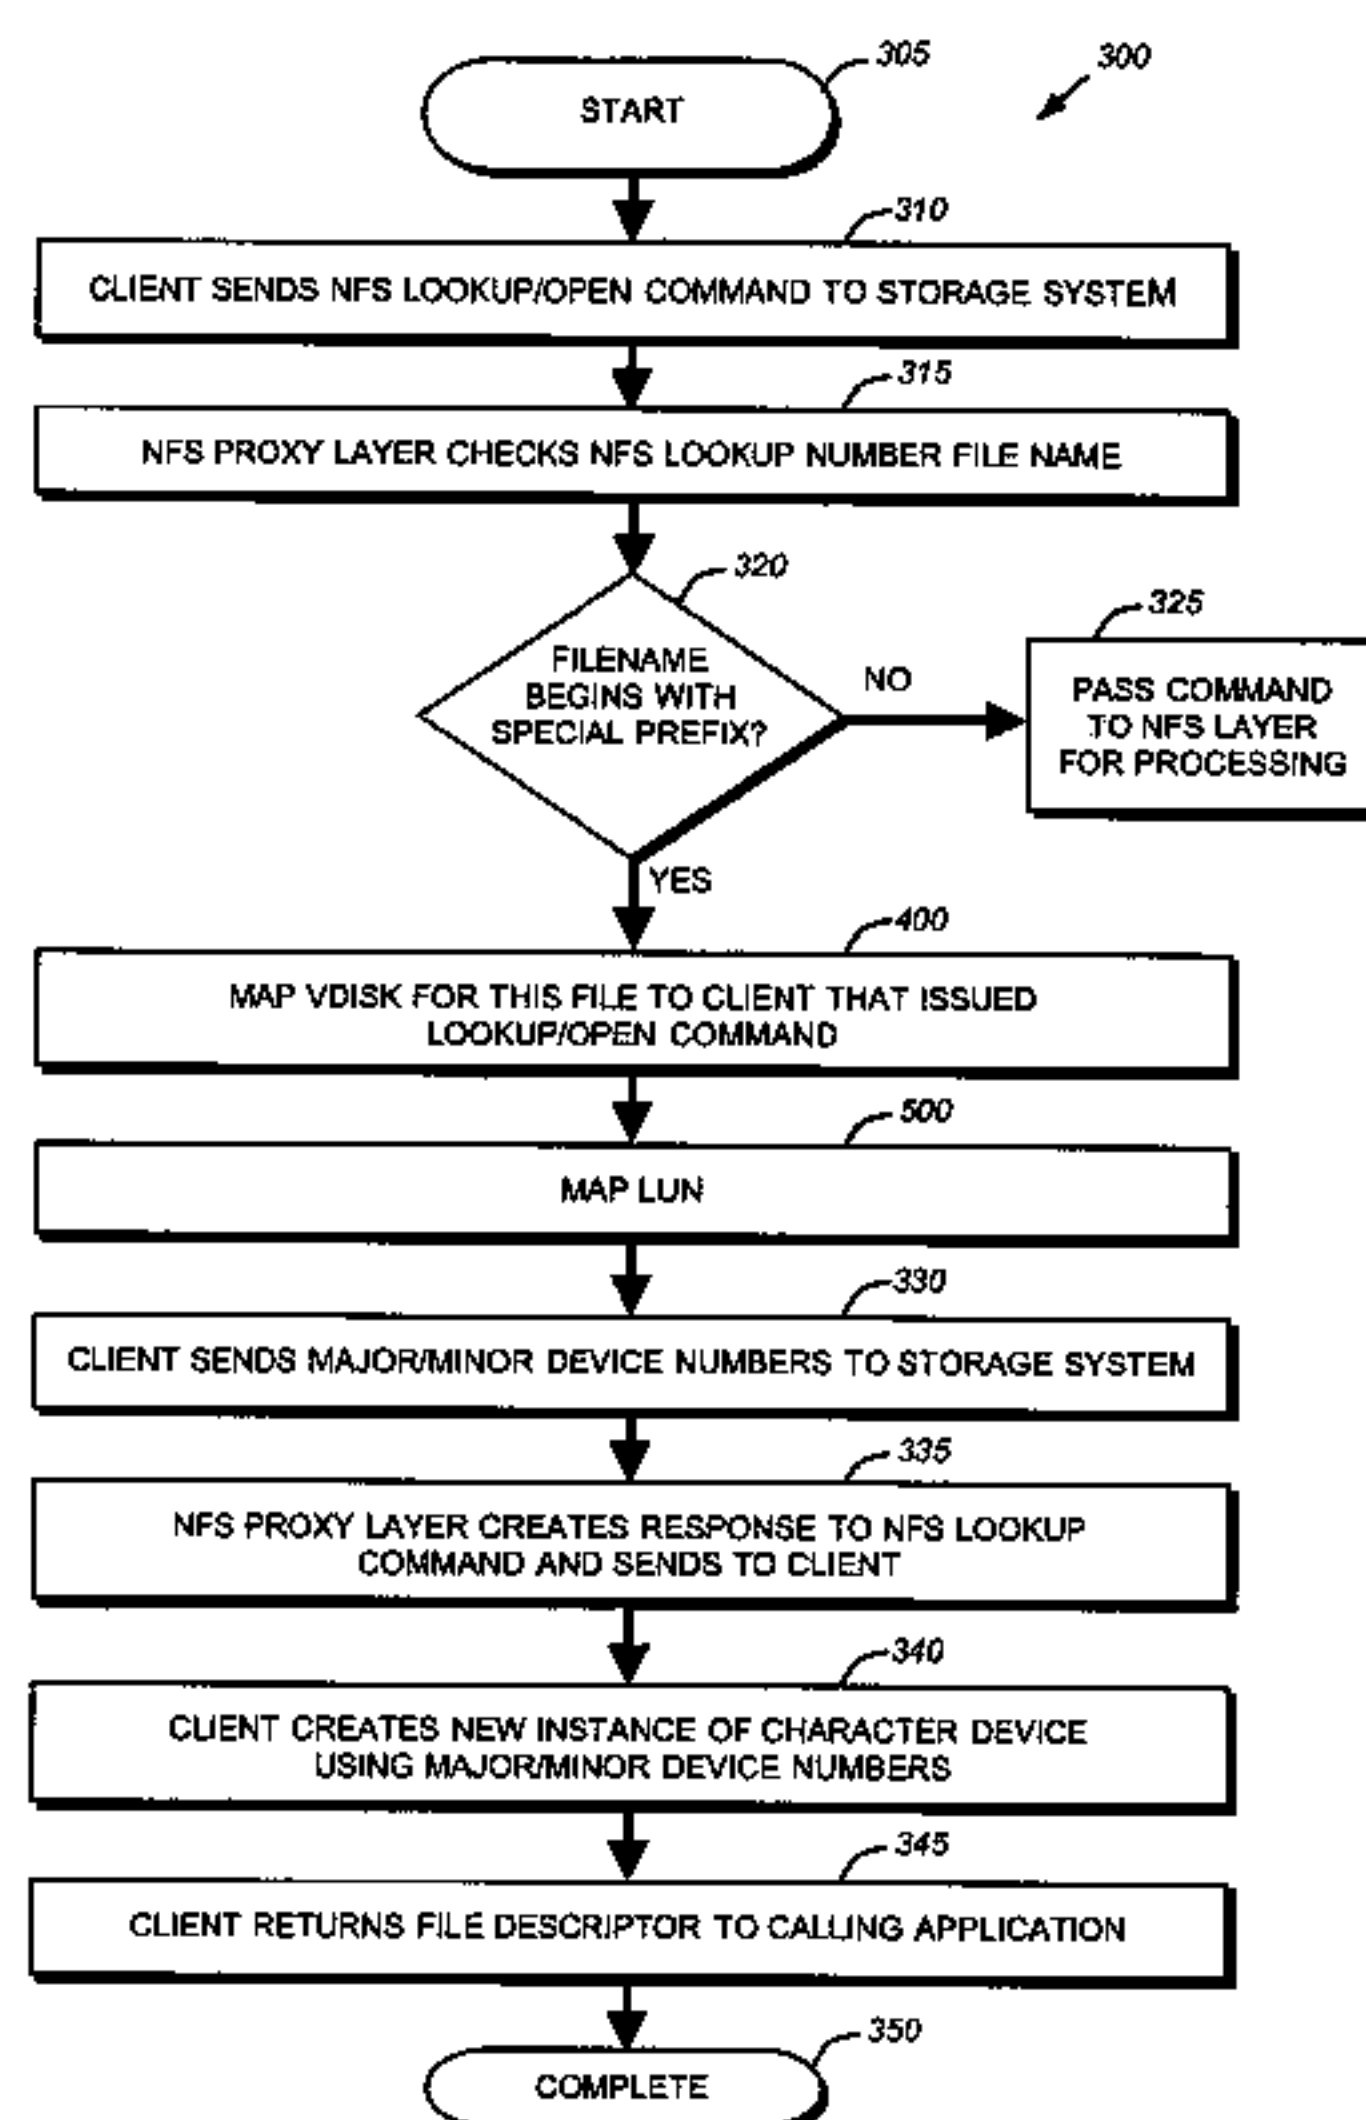 305
300
START
310
CLIENT SENDS NFS LOOKUP/OPEN COMMAND TO STORAGE SYSTEM
315
NFS PROXY LAYER CHECKS NFS LOOKUP NUMBER FILE NAME
320
FILENAME
BEGINS WITH
SPECIAL PREFIX?
NO
325
PASS COMMAND
TO NFS LAYER
FOR PROCESSING
YES
400
MAP VDISK FOR THIS FILE TO CLIENT THAT ISSUED
LOOKUP/OPEN COMMAND
500
MAP LUN
330
CLIENT SENDS MAJOR/MINOR DEVICE NUMBERS TO STORAGE SYSTEM
335
NFS PROXY LAYER CREATES RESPONSE TO NFS LOOKUP
COMMAND AND SENDS TO CLIENT
340
CLIENT CREATES NEW INSTANCE OF CHARACTER DEVICE
USING MAJOR/MINOR DEVICE NUMBERS
345
CLIENT RETURNS FILE DESCRIPTOR TO CALLING APPLICATION
350
COMPLETE